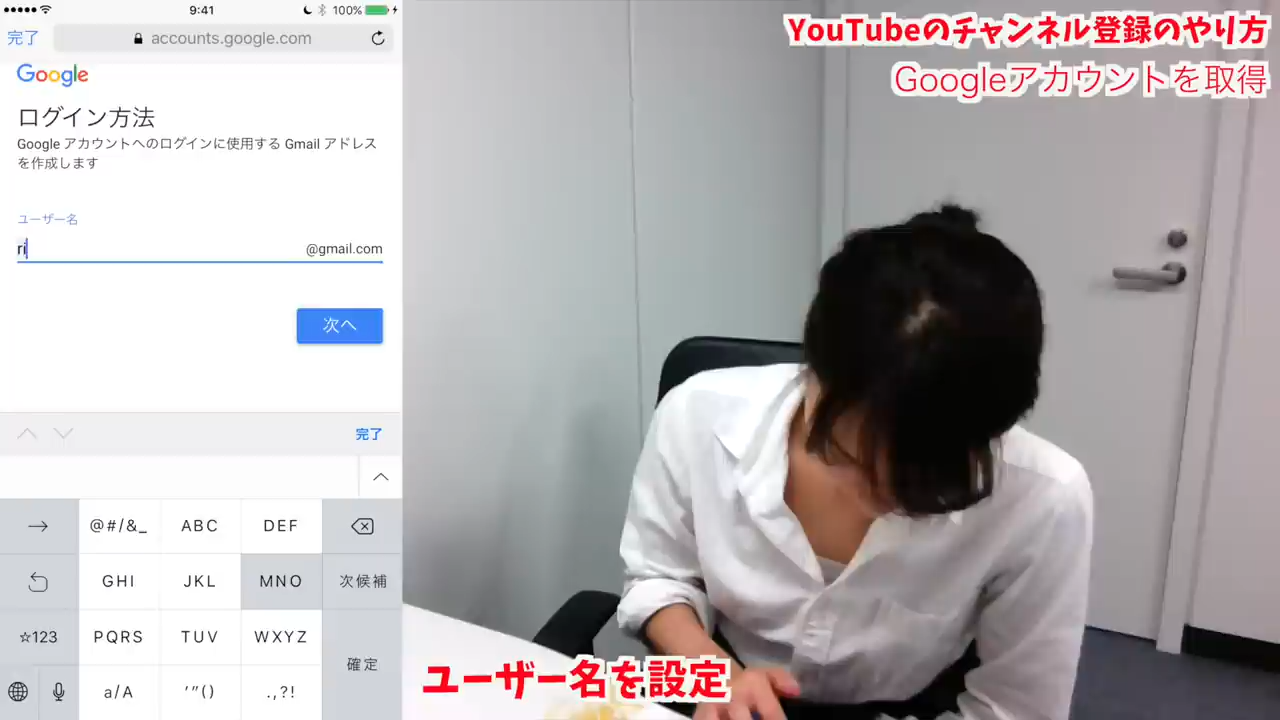 9:41
100%
完了
accounts.google.com
Google
ログイン方法
Google アカウントへのログインに使用する Gmail アドレス
を作成します
ユーザー名
ri
@gmail.com
次へ
完了
→
@#/&_
ABC
DEF
GHI
JKL
MNO
次候補
☆123
PQRS
TUV
WXYZ
確定
a/A
’”()
.,?!
YouTubeのチャンネル登録のやり方
Googleアカウントを取得
ユーザー名を設定